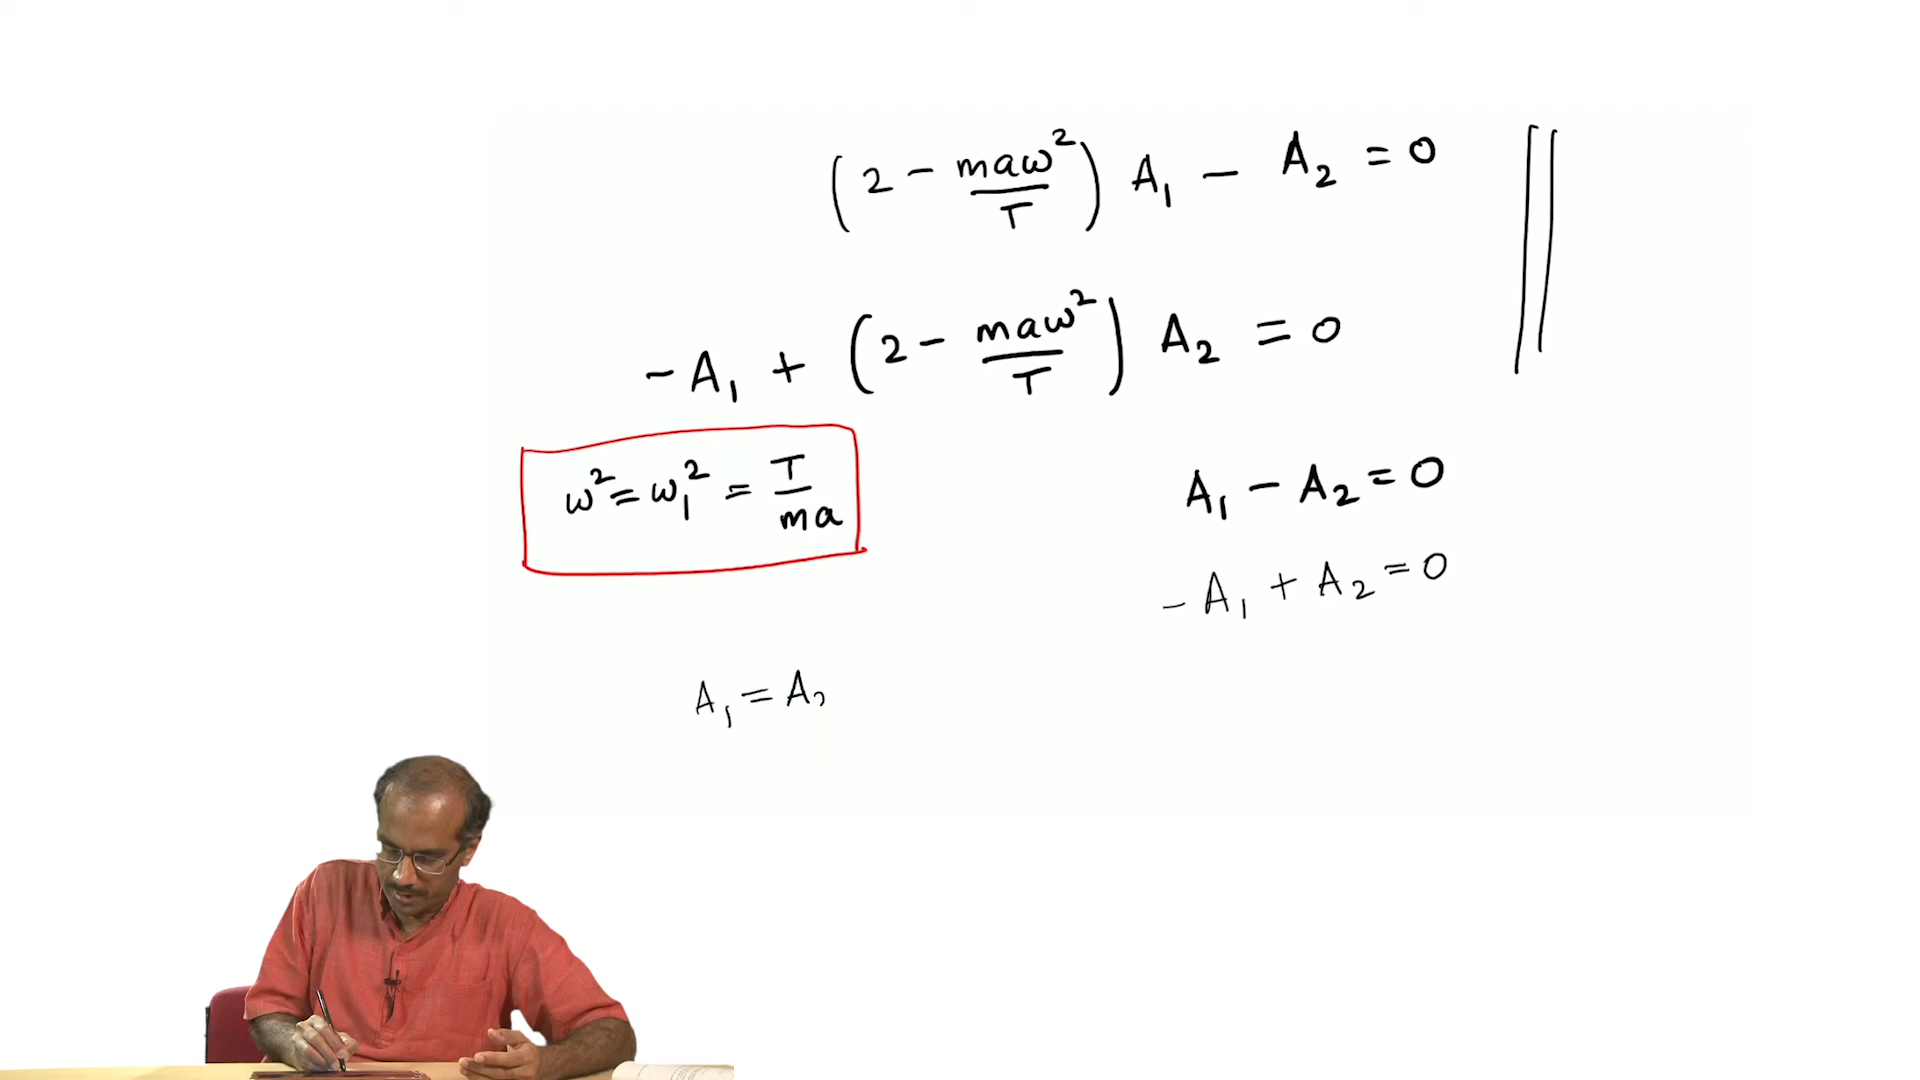 (2 - maω²/T) A₁ - A₂ = 0
-A₁ + (2 - maω²/T) A₂ = 0
ω² = ω₁² = T/ma
A₁ - A₂ = 0
-A₁ + A₂ = 0
A₁ = A₂